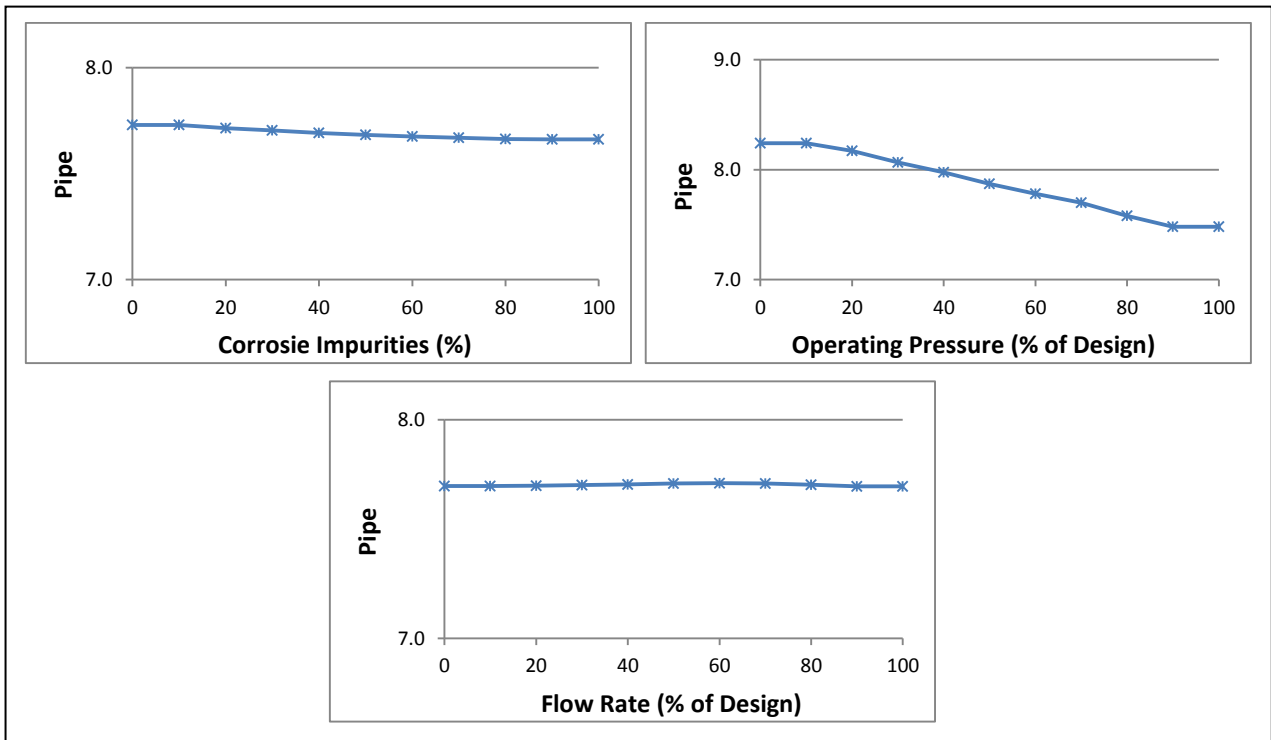 8.0
7.0
Pipe
0 20 40 60 80 100
Corrosie Impurities (%)
9.0
8.0
7.0
Pipe
0 20 40 60 80 100
Operating Pressure (% of Design)
8.0
7.0
Pipe
0 20 40 60 80 100
Flow Rate (% of Design)